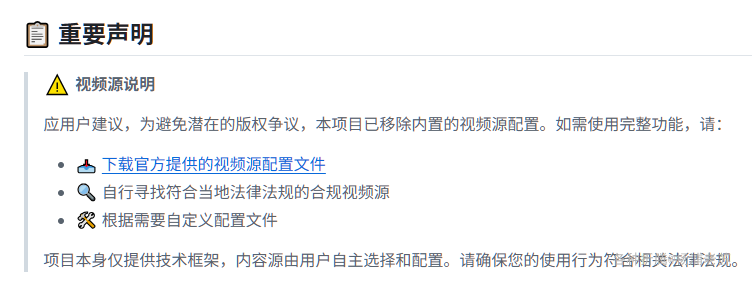 重要声明
视频源说明
应用户建议，为避免潜在的版权争议，本项目已移除内置的视频源配置。如需使用完整功能，请：
下载官方提供的视频源配置文件
自行寻找符合当地法律法规的合规视频源
根据需要自定义配置文件
项目本身仅提供技术框架，内容源由用户自主选择和配置。请确保您的使用行为符合相关法律法规。